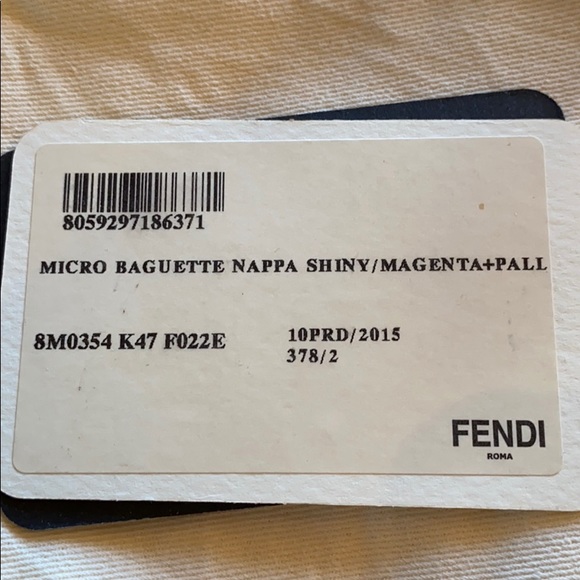 8059297186371
MICRO BAGUETTE NAPPA SHINY/MAGENTA+PALL
8M0354 K47 F022E
10PRD/2015
378/2
FENDI
ROMA